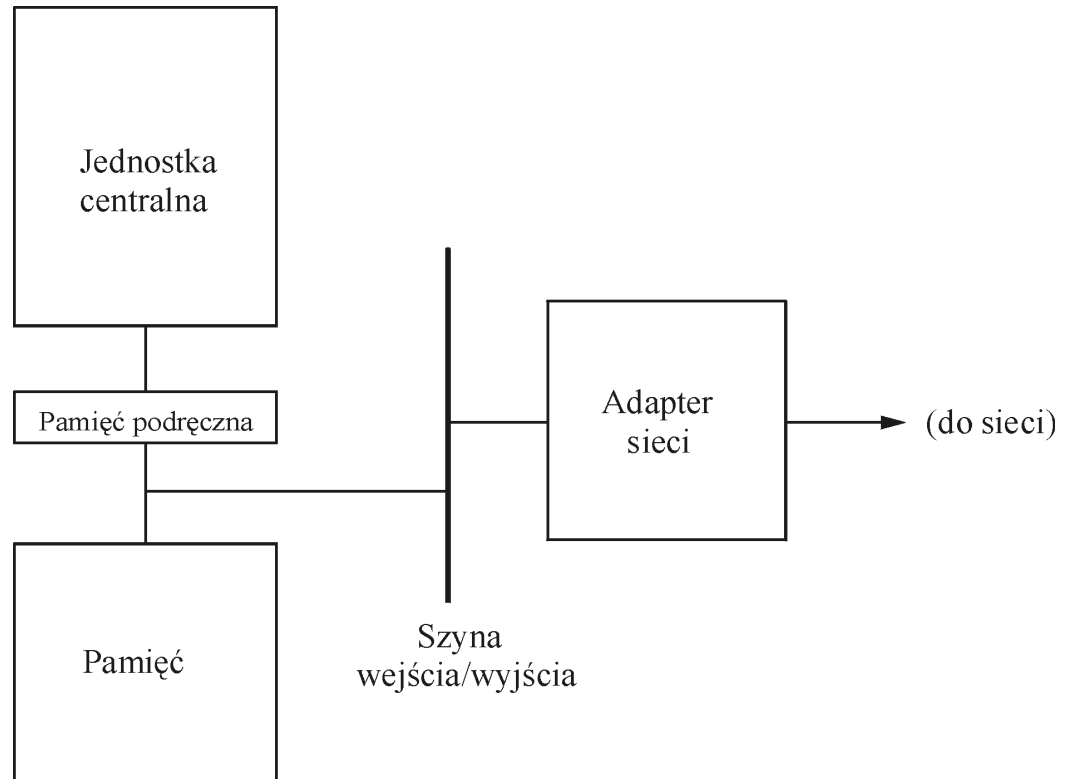 Jednostka
centralna
Pamięć podręczna
Adapter
sieci
(do sieci)
Szyna
wejścia/wyjścia
Pamięć